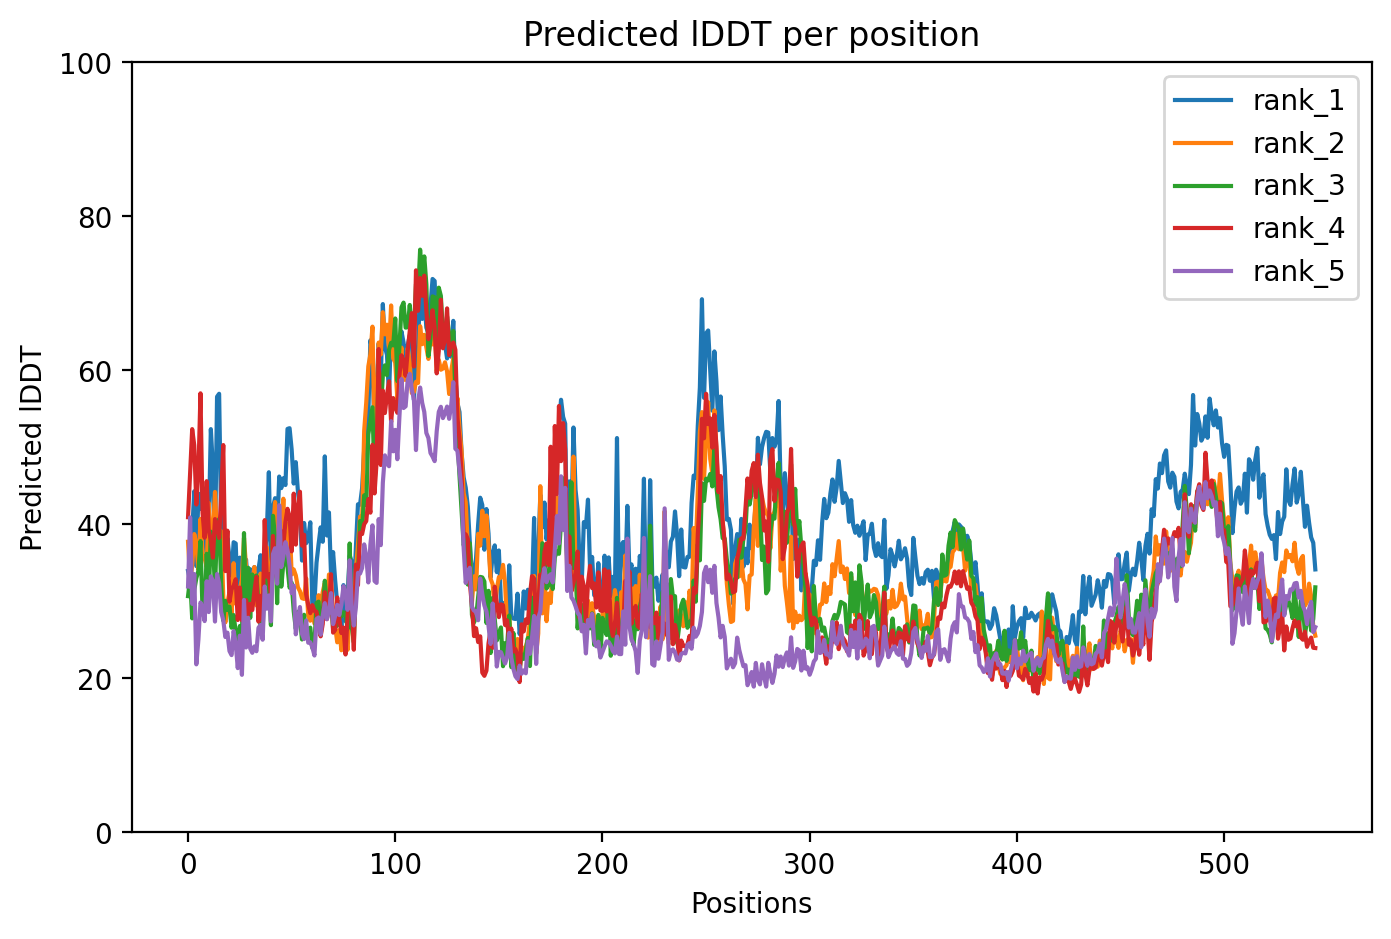 Predicted lDDT per position
100
80
60
40
20
0
Predicted lDDT
0 100 200 300 400 500
Positions
rank_1
rank_2
rank_3
rank_4
rank_5